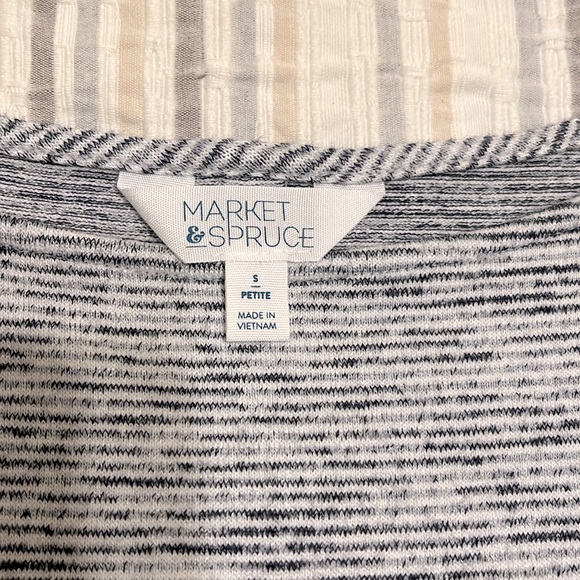 MARKET
&SPRUCE
S
PETITE
MADE IN
VIETNAM